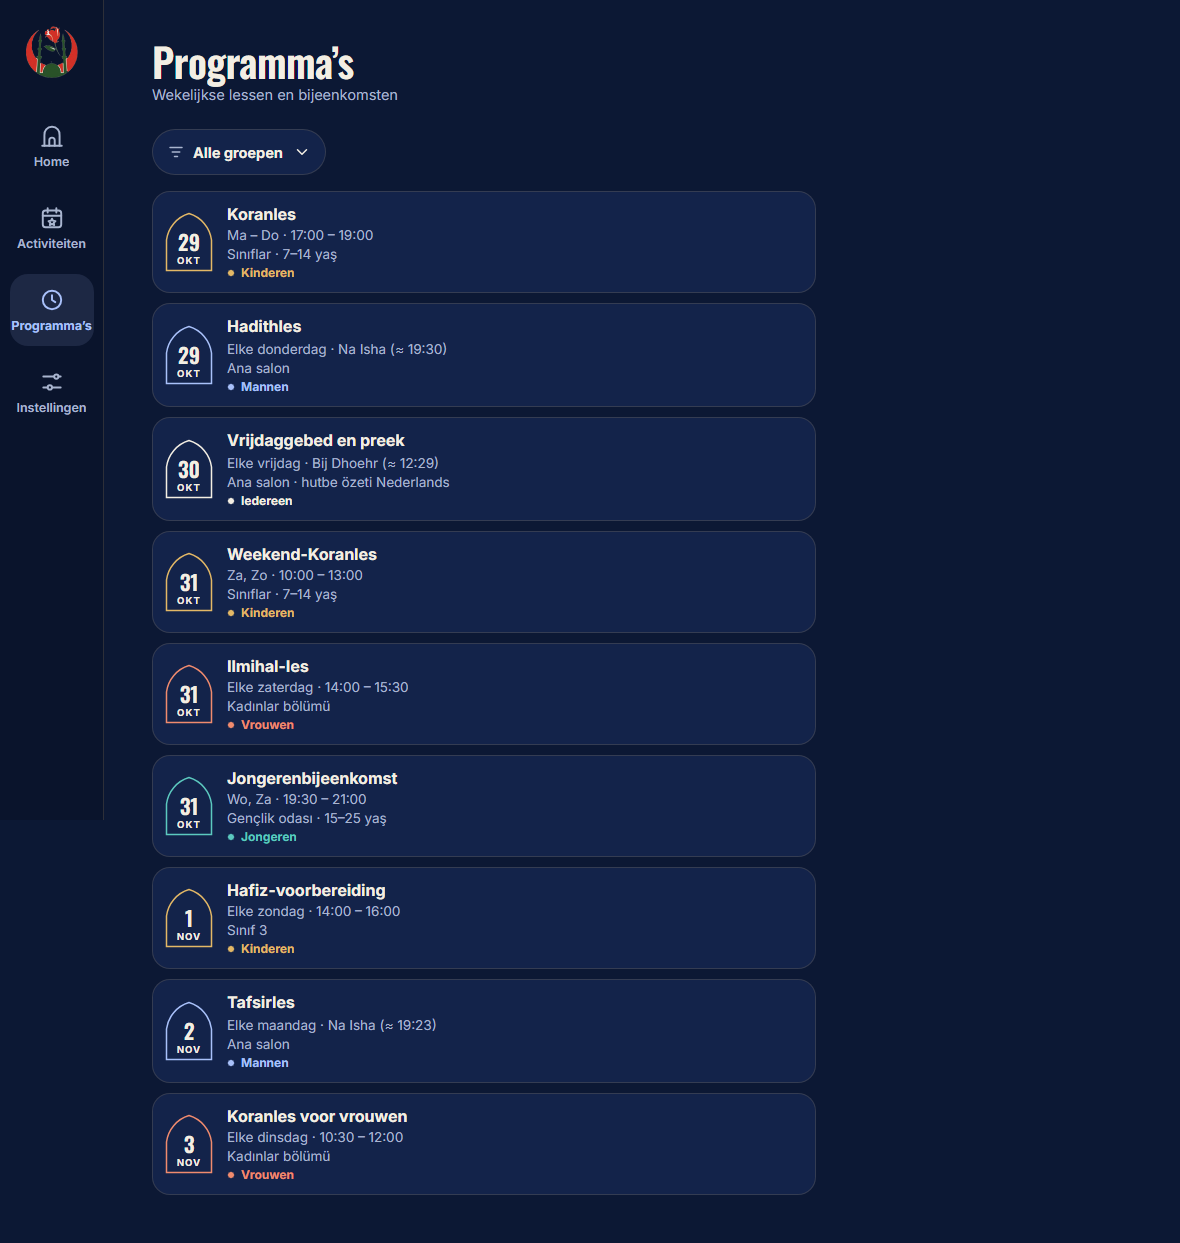 Programma's
Wekelijkse lessen en bijeenkomsten
Home
Activiteiten
Programma's
Instellingen
Alle groepen
29
OKT
Koranles
Ma – Do · 17:00 – 19:00
Sınıflar · 7–14 yaş
Kinderen
29
OKT
Hadithles
Elke donderdag · Na Isha (≈ 19:30)
Ana salon
Mannen
30
OKT
Vrijdaggebed en preek
Elke vrijdag · Bij Dhoehr (≈ 12:29)
Ana salon · hutbe özeti Nederlands
Iedereen
31
OKT
Weekend-Koranles
Za, Zo · 10:00 – 13:00
Sınıflar · 7–14 yaş
Kinderen
31
OKT
Ilmihal-les
Elke zaterdag · 14:00 – 15:30
Kadınlar bölümü
Vrouwen
31
OKT
Jongerenbijeenkomst
Wo, Za · 19:30 – 21:00
Gençlik odası · 15–25 yaş
Jongeren
1
NOV
Hafiz-voorbereiding
Elke zondag · 14:00 – 16:00
Sınıf 3
Kinderen
2
NOV
Tafsirles
Elke maandag · Na Isha (≈ 19:23)
Ana salon
Mannen
3
NOV
Koranles voor vrouwen
Elke dinsdag · 10:30 – 12:00
Kadınlar bölümü
Vrouwen